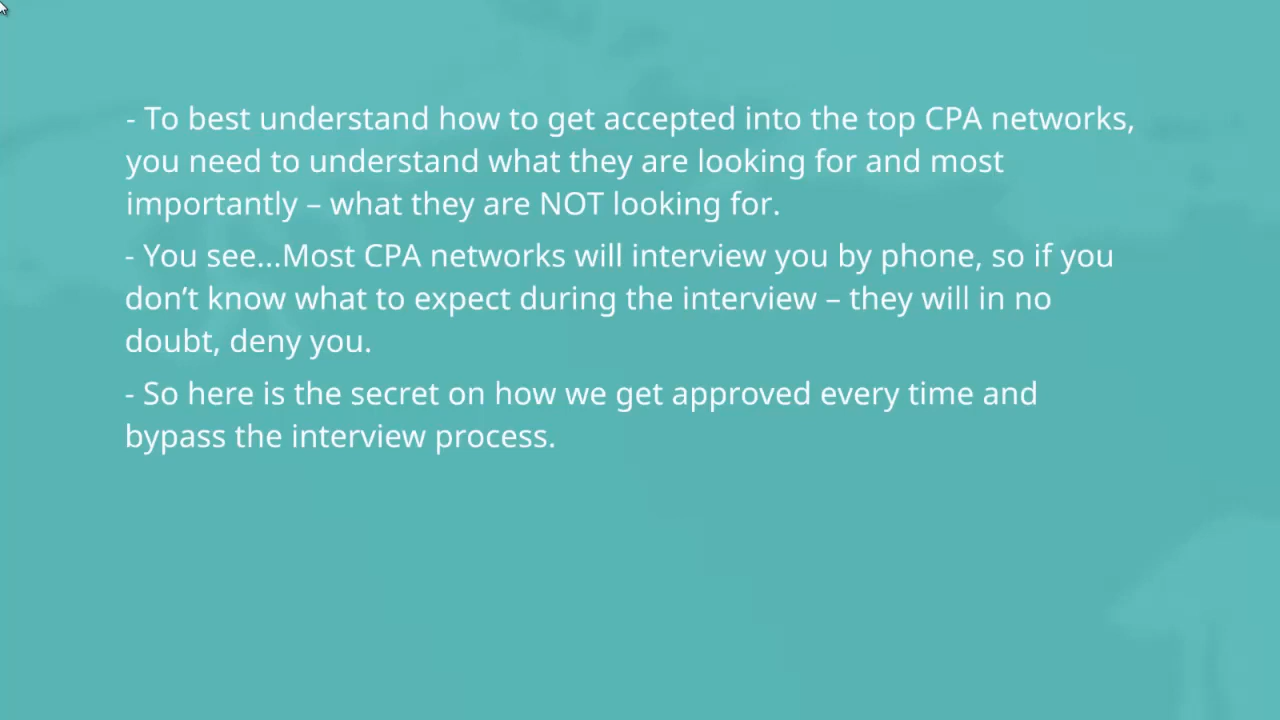 - To best understand how to get accepted into the top CPA networks,
you need to understand what they are looking for and most
importantly – what they are NOT looking for.
- You see...Most CPA networks will interview you by phone, so if you
don’t know what to expect during the interview – they will in no
doubt, deny you.
- So here is the secret on how we get approved every time and
bypass the interview process.